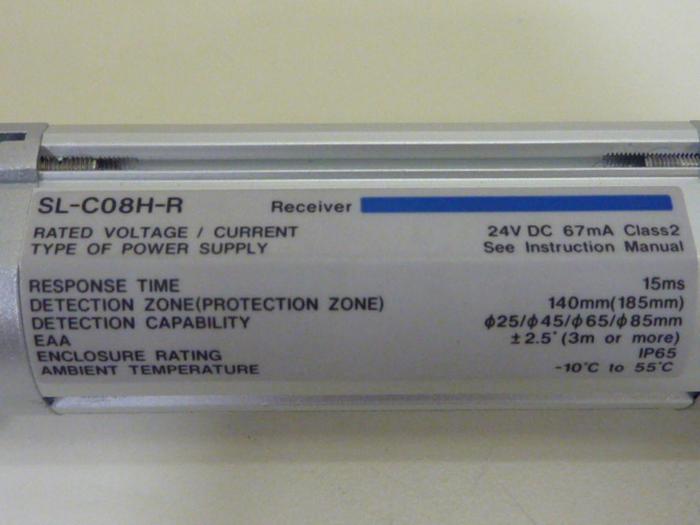 SL-C08H-R Receiver
RATED VOLTAGE / CURRENT 24V DC 67mA Class2
TYPE OF POWER SUPPLY See Instruction Manual
RESPONSE TIME 15ms
DETECTION ZONE(PROTECTION ZONE) 140mm(185mm)
DETECTION CAPABILITY ϕ25/ϕ45/ϕ65/ϕ85mm
EAA ±2.5° (3m or more)
ENCLOSURE RATING IP65
AMBIENT TEMPERATURE -10°C to 55°C